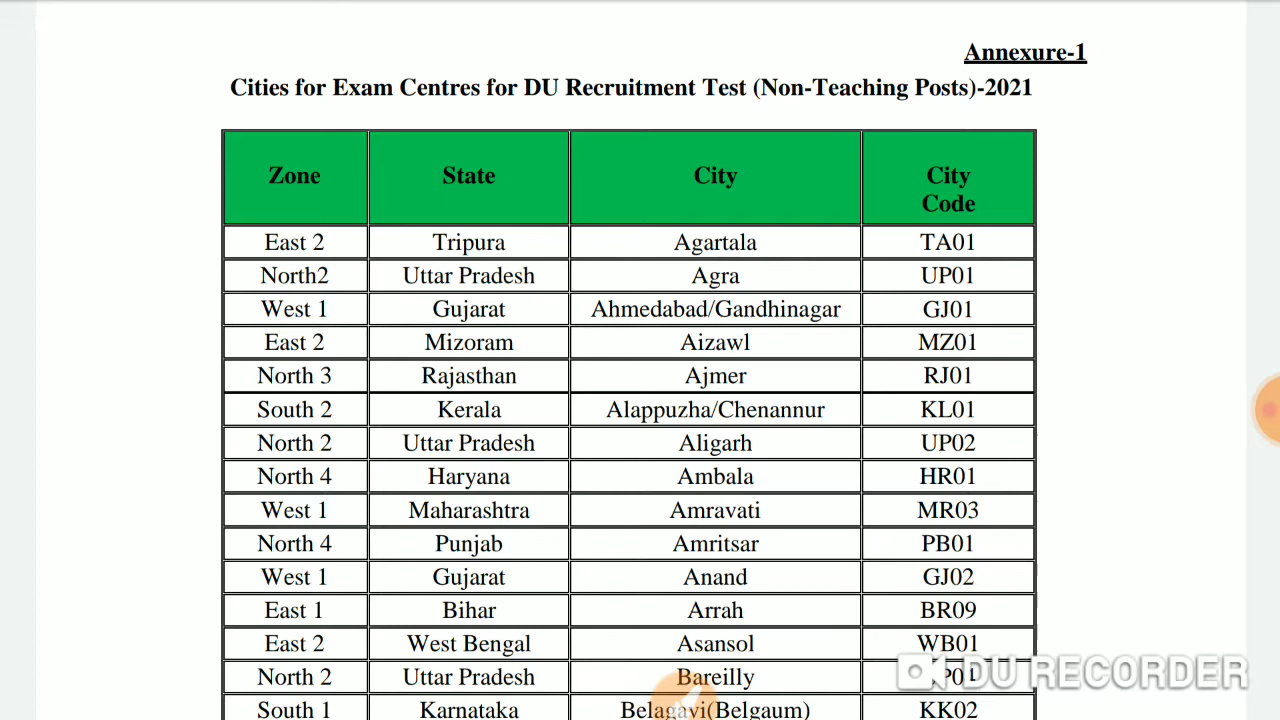 Annexure-1
Cities for Exam Centres for DU Recruitment Test (Non-Teaching Posts)-2021
Zone State City City Code
East 2 Tripura Agartala TA01
North2 Uttar Pradesh Agra UP01
West 1 Gujarat Ahmedabad/Gandhinagar GJ01
East 2 Mizoram Aizawl MZ01
North 3 Rajasthan Ajmer RJ01
South 2 Kerala Alappuzha/Chenannur KL01
North 2 Uttar Pradesh Aligarh UP02
North 4 Haryana Ambala HR01
West 1 Maharashtra Amravati MR03
North 4 Punjab Amritsar PB01
West 1 Gujarat Anand GJ02
East 1 Bihar Arrah BR09
East 2 West Bengal Asansol WB01
North 2 Uttar Pradesh Bareilly
South 1 Karnataka Belagavi(Belgaum) KK02
DU RECORDER